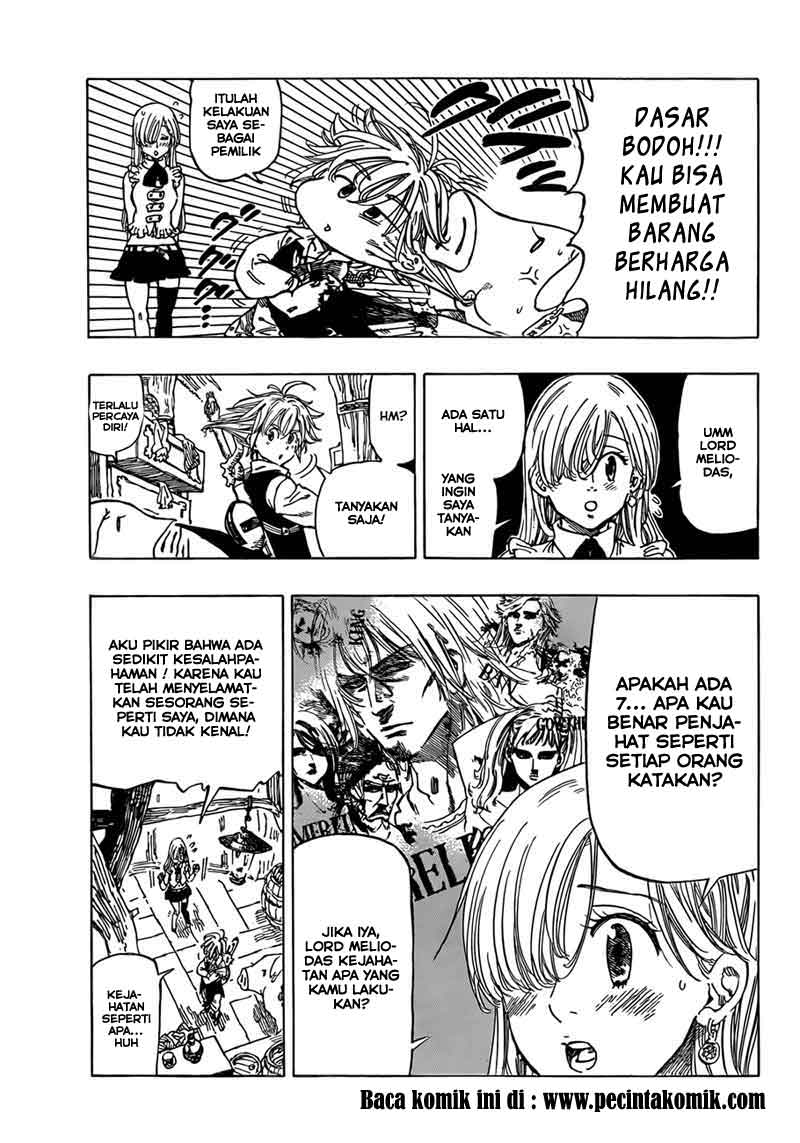 DASAR
BODOH!!!
KAU BISA
MEMBUAT
BARANG
BERHARGA
HILANG!!
ITULAH
KELAKUAN
SAYA SE-
BAGAI
PEMILIK
UMM
LORD
MELIO-
DAS,
ADA SATU
HAL...
YANG
INGIN
SAYA
TANYA-
KAN
HM?
TANYAKAN
SAJA!
TERLALU
PERCAYA
DIRI!
APAKAH ADA
7... APA KAU
BENAR PENJA-
HAT SEPERTI
SETIAP ORANG
KATAKAN?
KING
BAN
MERLIN
JIKA IYA,
LORD MELIO-
DAS KEJAHA-
TAN APA YANG
KAMU LAKU-
KAN?
AKU PIKIR BAHWA ADA
SEDIKIT KESALAHPA-
HAMAN ! KARENA KAU
TELAH MENYELAMAT-
KAN SESORANG SE-
PERTI SAYA, DIMANA
KAU TIDAK KENAL!
KEJA-
HATAN
SEPERTI
APA...
HUH
Baca komik ini di : www.pecintakomik.com